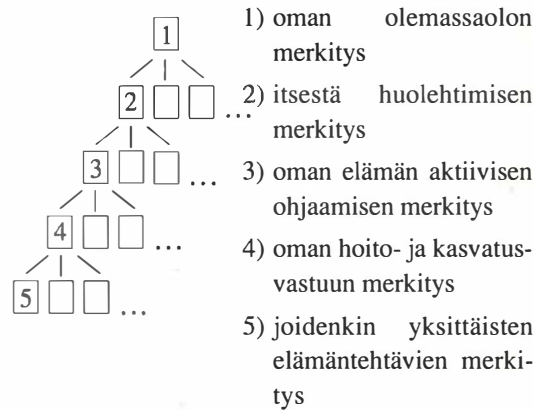 1
2
...
3
...
4
...
5
...
1) oman olemassaolon
merkitys
2) itsestä huolehtimisen
merkitys
3) oman elämän aktiivisen
ohjaamisen merkitys
4) oman hoito- ja kasvatus-
vastuun merkitys
5) joidenkin yksittäisten
elämäntehtävien merki-
tys